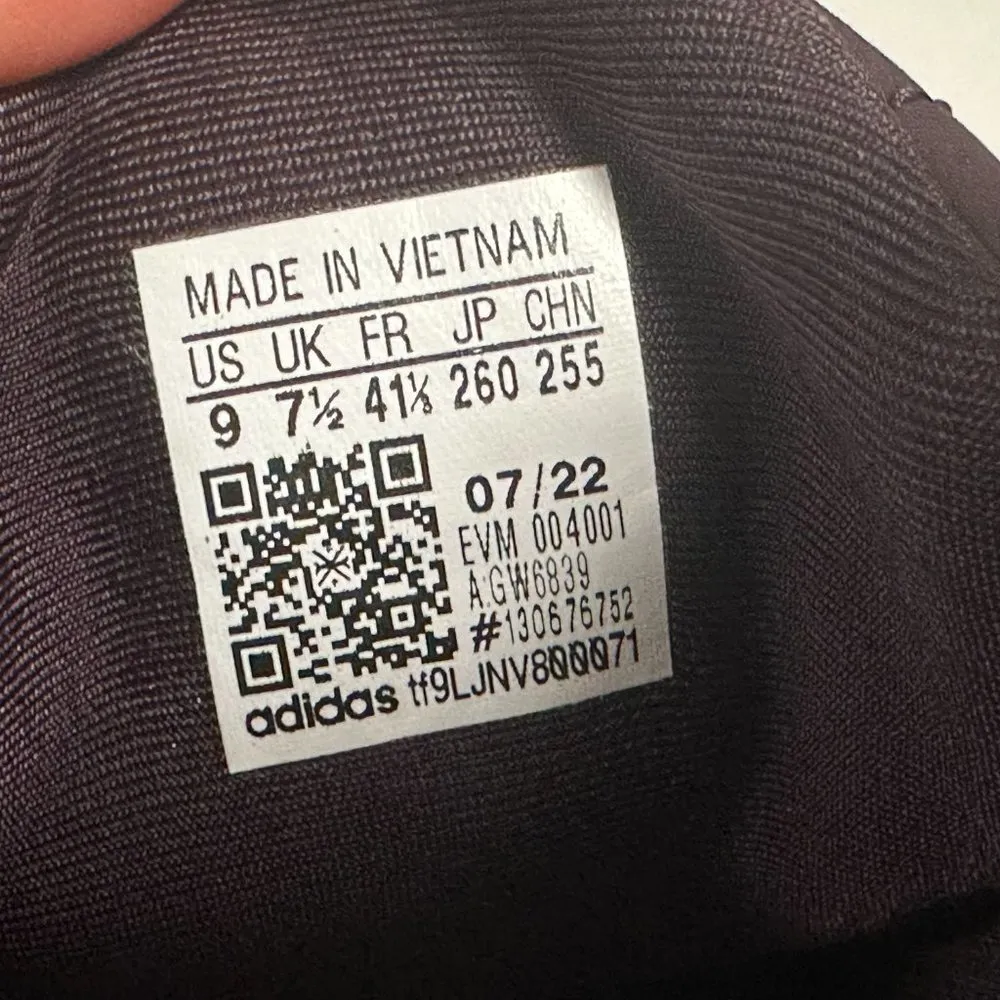 MADE IN VIETNAM
US UK FR JP CHN
9 7½ 41⅓ 260 255
07/22
EVM 004001
A:GW6839
#130676752
adidas tf9LJNV800071